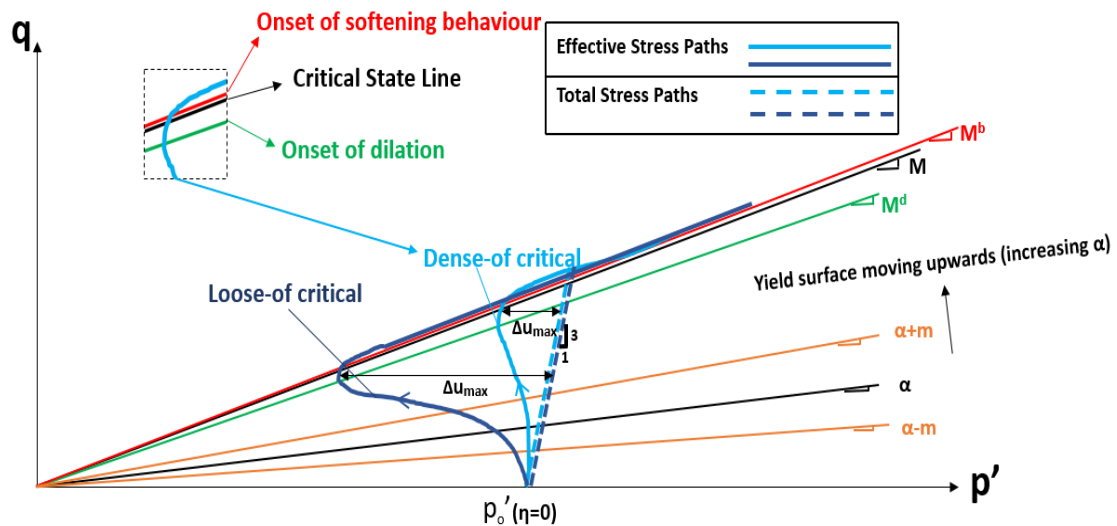 q
Onset of softening behaviour
Critical State Line
Onset of dilation
Effective Stress Paths
Total Stress Paths
Mᵇ
M
Mᵈ
Dense-of critical
Loose-of critical
Yield surface moving upwards (increasing α)
Δuₘₐₓ
3
1
Δuₘₐₓ
α+m
α
α-m
pₒ′(η=0)
p′